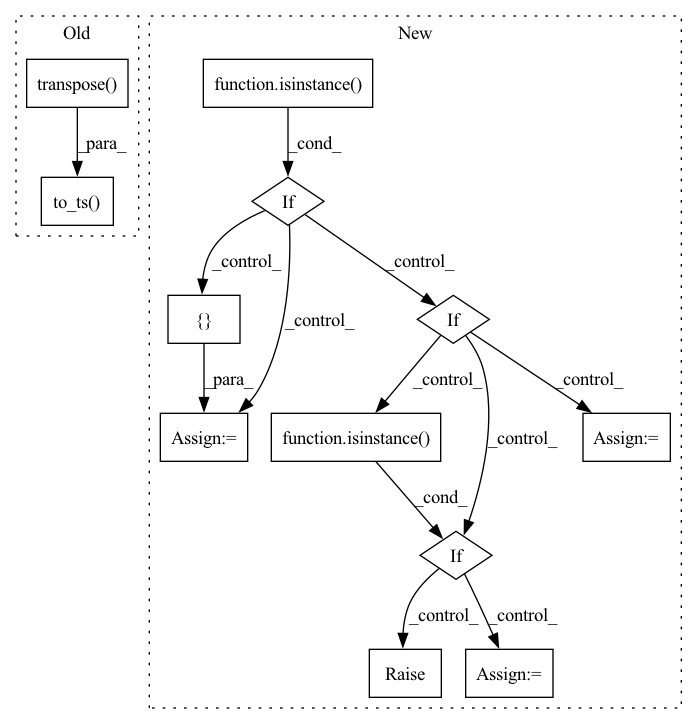 Old
New
transpose()
function.isinstance()
_para_
_cond_
to_ts()
If
_control_
_control_
_control_
{}
If
_para_
_control_
_control_
_control_
Assign:=
function.isinstance()
Assign:=
_cond_
If
_control_
_control_
Raise
Assign:=